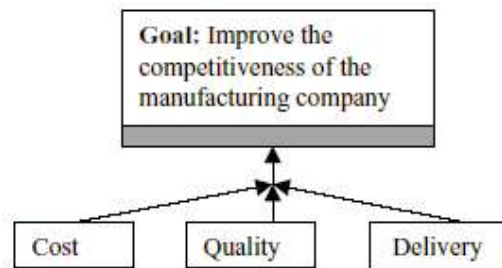 Goal: Improve the
competitiveness of the
manufacturing company
Cost
Quality
Delivery